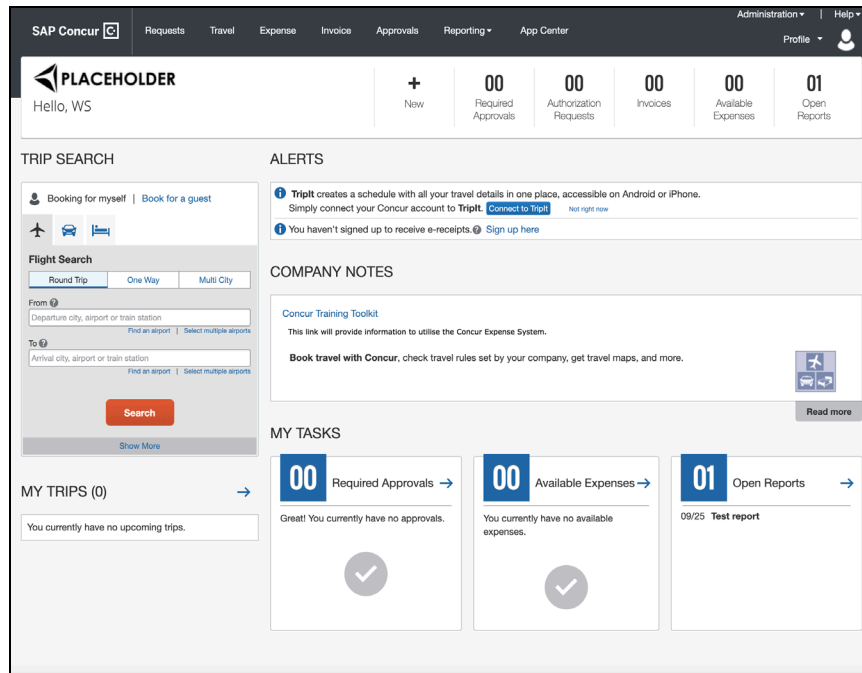 Administration | Help
SAP Concur C. Requests Travel Expense Invoice Approvals Reporting App Center
Profile
PLACEHOLDER
Hello, WS
+ 00 00 00 00 01
New Required Approvals Authorization Requests Invoices Available Expenses Open Reports
TRIP SEARCH
Booking for myself | Book for a guest
Flight Search
Round Trip One Way Multi City
From ?
Departure city, airport or train station
Find an airport | Select multiple airports
To ?
Arrival city, airport or train station
Find an airport | Select multiple airports
Search
Show More
MY TRIPS (0)
You currently have no upcoming trips.
ALERTS
TripIt creates a schedule with all your travel details in one place, accessible on Android or iPhone.
Simply connect your Concur account to TripIt. Connect to TripIt Not right now
You haven't signed up to receive e-receipts. ? Sign up here
COMPANY NOTES
Concur Training Toolkit
This link will provide information to utilise the Concur Expense System.
Book travel with Concur, check travel rules set by your company, get travel maps, and more.
Read more
MY TASKS
00 Required Approvals
Great! You currently have no approvals.
00 Available Expenses
You currently have no available
expenses.
01 Open Reports
09/25 Test report